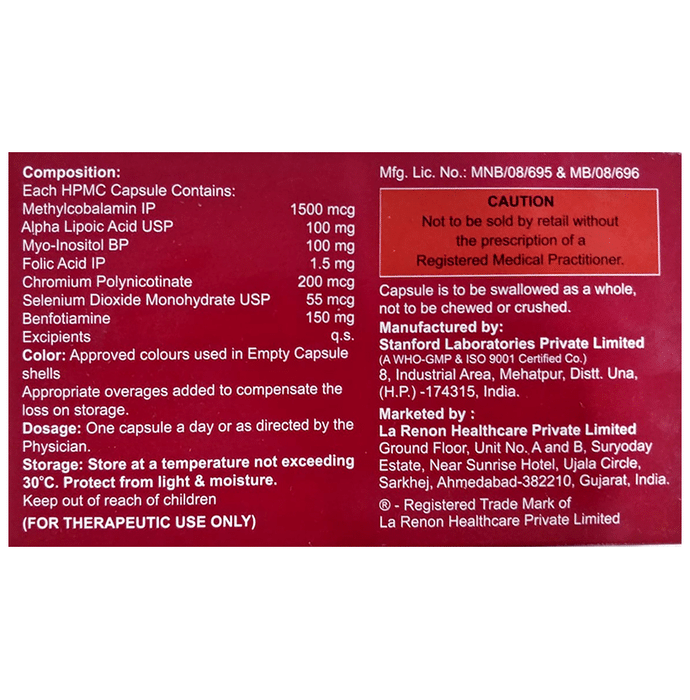 Composition:
Each HPMC Capsule Contains:
Methylcobalamin IP 1500 mcg
Alpha Lipoic Acid USP 100 mg
Myo-Inositol BP 100 mg
Folic Acid IP 1.5 mg
Chromium Polynicotinate 200 mcg
Selenium Dioxide Monohydrate USP 55 mcg
Benfotiamine 150 mg
Excipients q.s.
Color: Approved colours used in Empty Capsule
shells
Appropriate overages added to compensate the
loss on storage.
Dosage: One capsule a day or as directed by the
Physician.
Storage: Store at a temperature not exceeding
30°C. Protect from light & moisture.
Keep out of reach of children
(FOR THERAPEUTIC USE ONLY)
Mfg. Lic. No.: MNB/08/695 & MB/08/696
CAUTION
Not to be sold by retail without
the prescription of a
Registered Medical Practitioner.
Capsule is to be swallowed as a whole,
not to be chewed or crushed.
Manufactured by:
Stanford Laboratories Private Limited
(A WHO-GMP & ISO 9001 Certified Co.)
8, Industrial Area, Mehatpur, Distt. Una,
(H.P.) -174315, India.
Marketed by :
La Renon Healthcare Private Limited
Ground Floor, Unit No. A and B, Suryoday
Estate, Near Sunrise Hotel, Ujala Circle,
Sarkhej, Ahmedabad-382210, Gujarat, India.
® - Registered Trade Mark of
La Renon Healthcare Private Limited